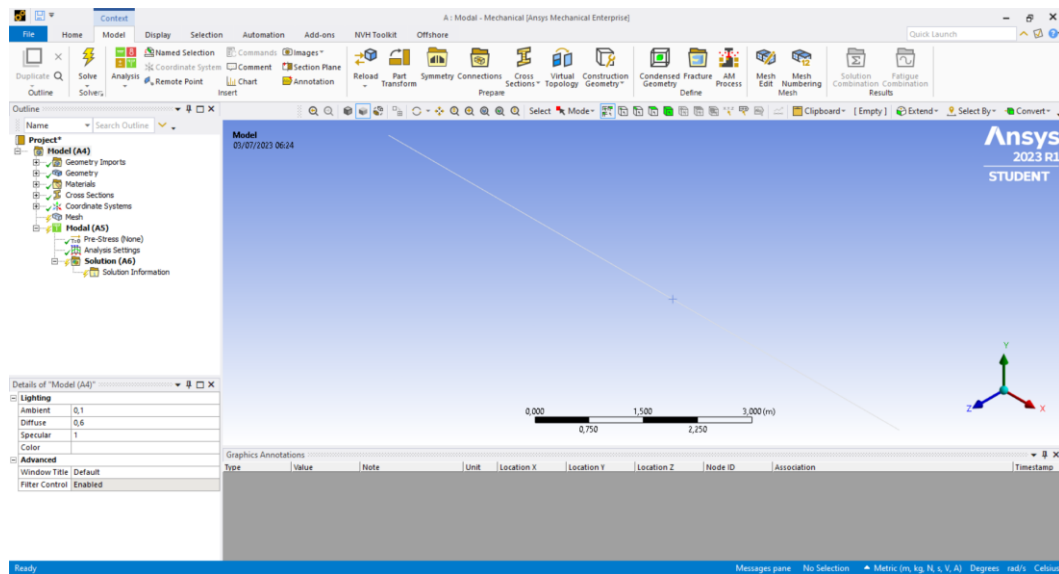 Context
A : Modal - Mechanical [Ansys Mechanical Enterprise]
File Home Model Display Selection Automation Add-ons NVH Toolkit Offshore Quick Launch
Duplicate
Outline
Solve
Solver
Analysis
Named Selection
Coordinate System
Remote Point
Commands
Comment
Chart
Images
Section Plane
Annotation
Insert
Reload
Part Transform
Symmetry
Connections
Cross Sections
Virtual Topology
Construction Geometry
Prepare
Condensed Geometry
Fracture
AM Process
Define
Mesh Edit
Mesh Numbering
Mesh
Solution Combination
Fatigue Combination
Results
Outline
Name Search Outline
Select Mode Clipboard [Empty] Extend Select By Convert
Project*
Model (A4)
Geometry Imports
Geometry
Materials
Cross Sections
Coordinate Systems
Mesh
Modal (A5)
Pre-Stress (None)
Analysis Settings
Solution (A6)
Solution Information
Model
03/07/2023 06:24
Ansys
2023 R1
STUDENT
Y
Z X
0,000 1,500 3,000 (m)
0,750 2,250
Details of "Model (A4)"
Lighting
Ambient 0,1
Diffuse 0,6
Specular 1
Color
Advanced
Window Title Default
Filter Control Enabled
Graphics Annotations
Type Value Note Unit Location X Location Y Location Z Node ID Association Timestamp
Ready Messages pane No Selection Metric (m, kg, N, s, V, A) Degrees rad/s Celsius